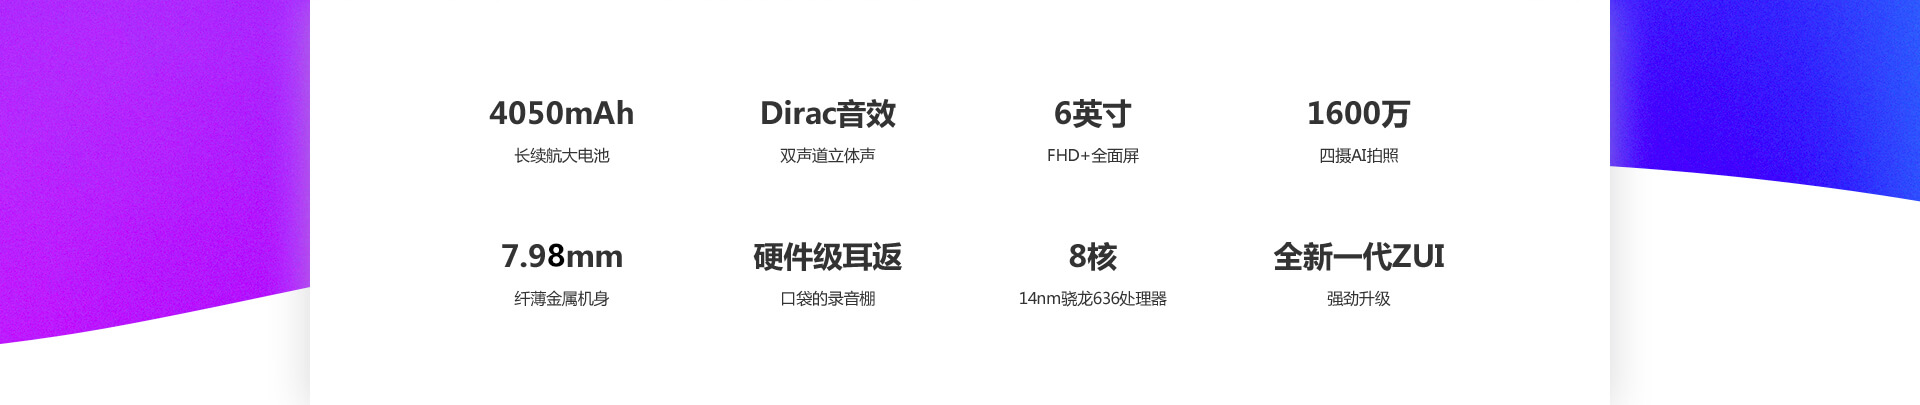 4050mAh
长续航大电池
Dirac音效
双声道立体声
6英寸
FHD+全面屏
1600万
四摄AI拍照
7.98mm
纤薄金属机身
硬件级耳返
口袋的录音棚
8核
14nm骁龙636处理器
全新一代ZUI
强劲升级